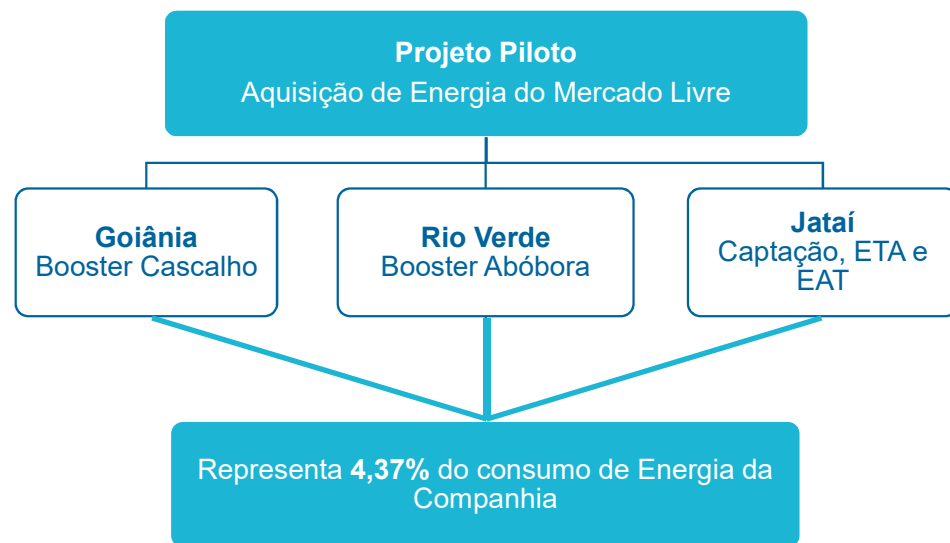 Projeto Piloto
Aquisição de Energia do Mercado Livre
Goiânia
Booster Cascalho
Rio Verde
Booster Abóbora
Jataí
Captação, ETA e
EAT
Representa 4,37% do consumo de Energia da
Companhia